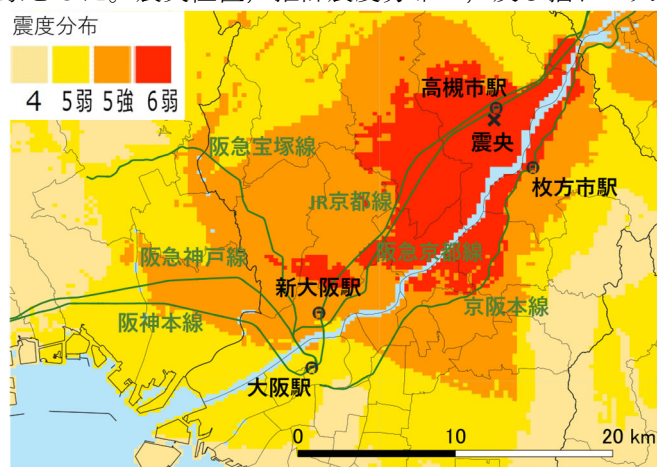 震度分布
4 5弱 5強 6弱
高槻市駅
震央
阪急宝塚線
枚方市駅
JR京都線
阪急神戸線
阪急京都線
新大阪駅
京阪本線
阪神本線
大阪駅
0 10 20 km